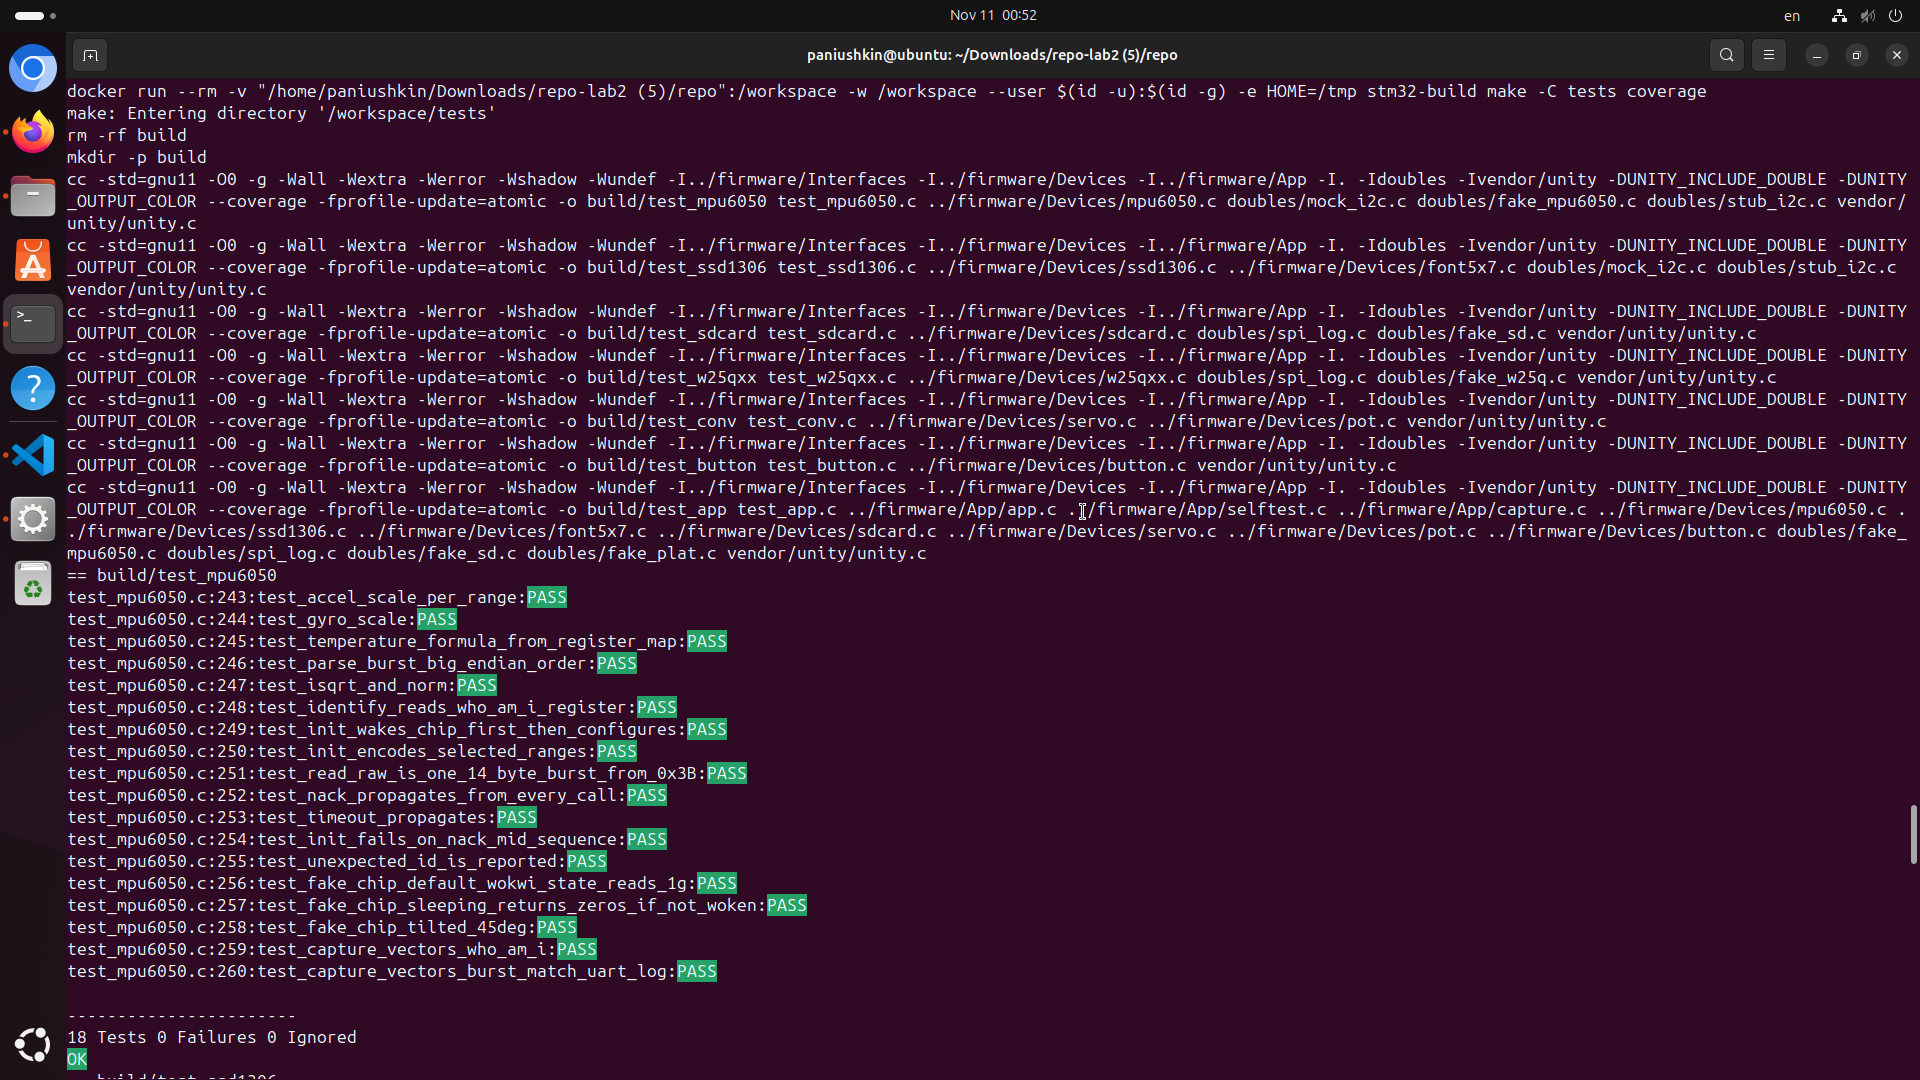 Nov 11 00:52
en
paniushkin@ubuntu: ~/Downloads/repo-lab2 (5)/repo
docker run --rm -v "/home/paniushkin/Downloads/repo-lab2 (5)/repo":/workspace -w /workspace --user $(id -u):$(id -g) -e HOME=/tmp stm32-build make -C tests coverage
make: Entering directory '/workspace/tests'
rm -rf build
mkdir -p build
cc -std=gnu11 -O0 -g -Wall -Wextra -Werror -Wshadow -Wundef -I../firmware/Interfaces -I../firmware/Devices -I../firmware/App -I. -Idoubles -Ivendor/unity -DUNITY_INCLUDE_DOUBLE -DUNITY
_OUTPUT_COLOR --coverage -fprofile-update=atomic -o build/test_mpu6050 test_mpu6050.c ../firmware/Devices/mpu6050.c doubles/mock_i2c.c doubles/fake_mpu6050.c doubles/stub_i2c.c vendor/
unity/unity.c
cc -std=gnu11 -O0 -g -Wall -Wextra -Werror -Wshadow -Wundef -I../firmware/Interfaces -I../firmware/Devices -I../firmware/App -I. -Idoubles -Ivendor/unity -DUNITY_INCLUDE_DOUBLE -DUNITY
_OUTPUT_COLOR --coverage -fprofile-update=atomic -o build/test_ssd1306 test_ssd1306.c ../firmware/Devices/ssd1306.c ../firmware/Devices/font5x7.c doubles/mock_i2c.c doubles/stub_i2c.c
vendor/unity/unity.c
cc -std=gnu11 -O0 -g -Wall -Wextra -Werror -Wshadow -Wundef -I../firmware/Interfaces -I../firmware/Devices -I../firmware/App -I. -Idoubles -Ivendor/unity -DUNITY_INCLUDE_DOUBLE -DUNITY
_OUTPUT_COLOR --coverage -fprofile-update=atomic -o build/test_sdcard test_sdcard.c ../firmware/Devices/sdcard.c doubles/spi_log.c doubles/fake_sd.c vendor/unity/unity.c
cc -std=gnu11 -O0 -g -Wall -Wextra -Werror -Wshadow -Wundef -I../firmware/Interfaces -I../firmware/Devices -I../firmware/App -I. -Idoubles -Ivendor/unity -DUNITY_INCLUDE_DOUBLE -DUNITY
_OUTPUT_COLOR --coverage -fprofile-update=atomic -o build/test_w25qxx test_w25qxx.c ../firmware/Devices/w25qxx.c doubles/spi_log.c doubles/fake_w25q.c vendor/unity/unity.c
cc -std=gnu11 -O0 -g -Wall -Wextra -Werror -Wshadow -Wundef -I../firmware/Interfaces -I../firmware/Devices -I../firmware/App -I. -Idoubles -Ivendor/unity -DUNITY_INCLUDE_DOUBLE -DUNITY
_OUTPUT_COLOR --coverage -fprofile-update=atomic -o build/test_conv test_conv.c ../firmware/Devices/servo.c ../firmware/Devices/pot.c vendor/unity/unity.c
cc -std=gnu11 -O0 -g -Wall -Wextra -Werror -Wshadow -Wundef -I../firmware/Interfaces -I../firmware/Devices -I../firmware/App -I. -Idoubles -Ivendor/unity -DUNITY_INCLUDE_DOUBLE -DUNITY
_OUTPUT_COLOR --coverage -fprofile-update=atomic -o build/test_button test_button.c ../firmware/Devices/button.c vendor/unity/unity.c
cc -std=gnu11 -O0 -g -Wall -Wextra -Werror -Wshadow -Wundef -I../firmware/Interfaces -I../firmware/Devices -I../firmware/App -I. -Idoubles -Ivendor/unity -DUNITY_INCLUDE_DOUBLE -DUNITY
_OUTPUT_COLOR --coverage -fprofile-update=atomic -o build/test_app test_app.c ../firmware/App/app.c ../firmware/App/selftest.c ../firmware/App/capture.c ../firmware/Devices/mpu6050.c .
./firmware/Devices/ssd1306.c ../firmware/Devices/font5x7.c ../firmware/Devices/sdcard.c ../firmware/Devices/servo.c ../firmware/Devices/pot.c ../firmware/Devices/button.c doubles/fake_
mpu6050.c doubles/spi_log.c doubles/fake_sd.c doubles/fake_plat.c vendor/unity/unity.c
== build/test_mpu6050
test_mpu6050.c:243:test_accel_scale_per_range:PASS
test_mpu6050.c:244:test_gyro_scale:PASS
test_mpu6050.c:245:test_temperature_formula_from_register_map:PASS
test_mpu6050.c:246:test_parse_burst_big_endian_order:PASS
test_mpu6050.c:247:test_isqrt_and_norm:PASS
test_mpu6050.c:248:test_identify_reads_who_am_i_register:PASS
test_mpu6050.c:249:test_init_wakes_chip_first_then_configures:PASS
test_mpu6050.c:250:test_init_encodes_selected_ranges:PASS
test_mpu6050.c:251:test_read_raw_is_one_14_byte_burst_from_0x3B:PASS
test_mpu6050.c:252:test_nack_propagates_from_every_call:PASS
test_mpu6050.c:253:test_timeout_propagates:PASS
test_mpu6050.c:254:test_init_fails_on_nack_mid_sequence:PASS
test_mpu6050.c:255:test_unexpected_id_is_reported:PASS
test_mpu6050.c:256:test_fake_chip_default_wokwi_state_reads_1g:PASS
test_mpu6050.c:257:test_fake_chip_sleeping_returns_zeros_if_not_woken:PASS
test_mpu6050.c:258:test_fake_chip_tilted_45deg:PASS
test_mpu6050.c:259:test_capture_vectors_who_am_i:PASS
test_mpu6050.c:260:test_capture_vectors_burst_match_uart_log:PASS
-----------------------
18 Tests 0 Failures 0 Ignored
OK